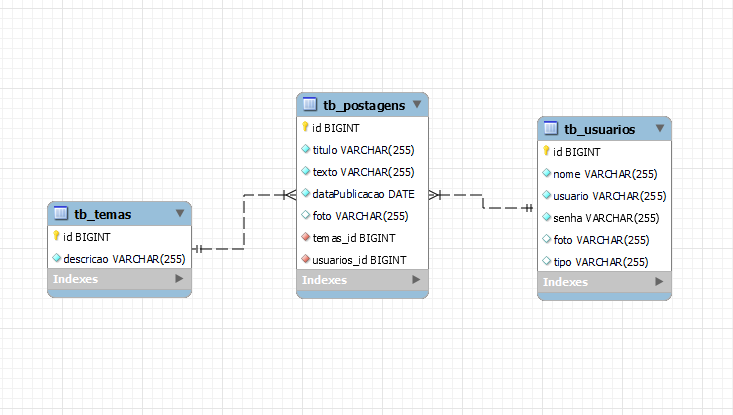 tb_temas
id BIGINT
descricao VARCHAR(255)
Indexes
tb_postagens
id BIGINT
titulo VARCHAR(255)
texto VARCHAR(255)
dataPublicacao DATE
foto VARCHAR(255)
temas_id BIGINT
usuarios_id BIGINT
Indexes
tb_usuarios
id BIGINT
nome VARCHAR(255)
usuario VARCHAR(255)
senha VARCHAR(255)
foto VARCHAR(255)
tipo VARCHAR(255)
Indexes